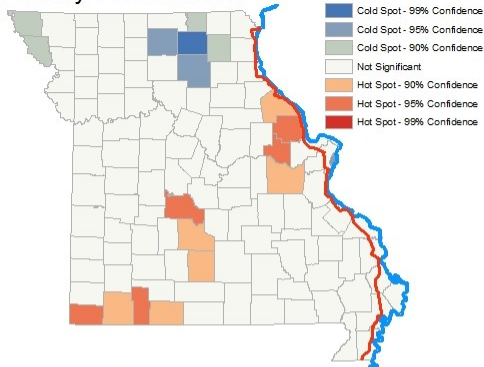 Cold Spot - 99% Confidence
Cold Spot - 95% Confidence
Cold Spot - 90% Confidence
Not Significant
Hot Spot - 90% Confidence
Hot Spot - 95% Confidence
Hot Spot - 99% Confidence